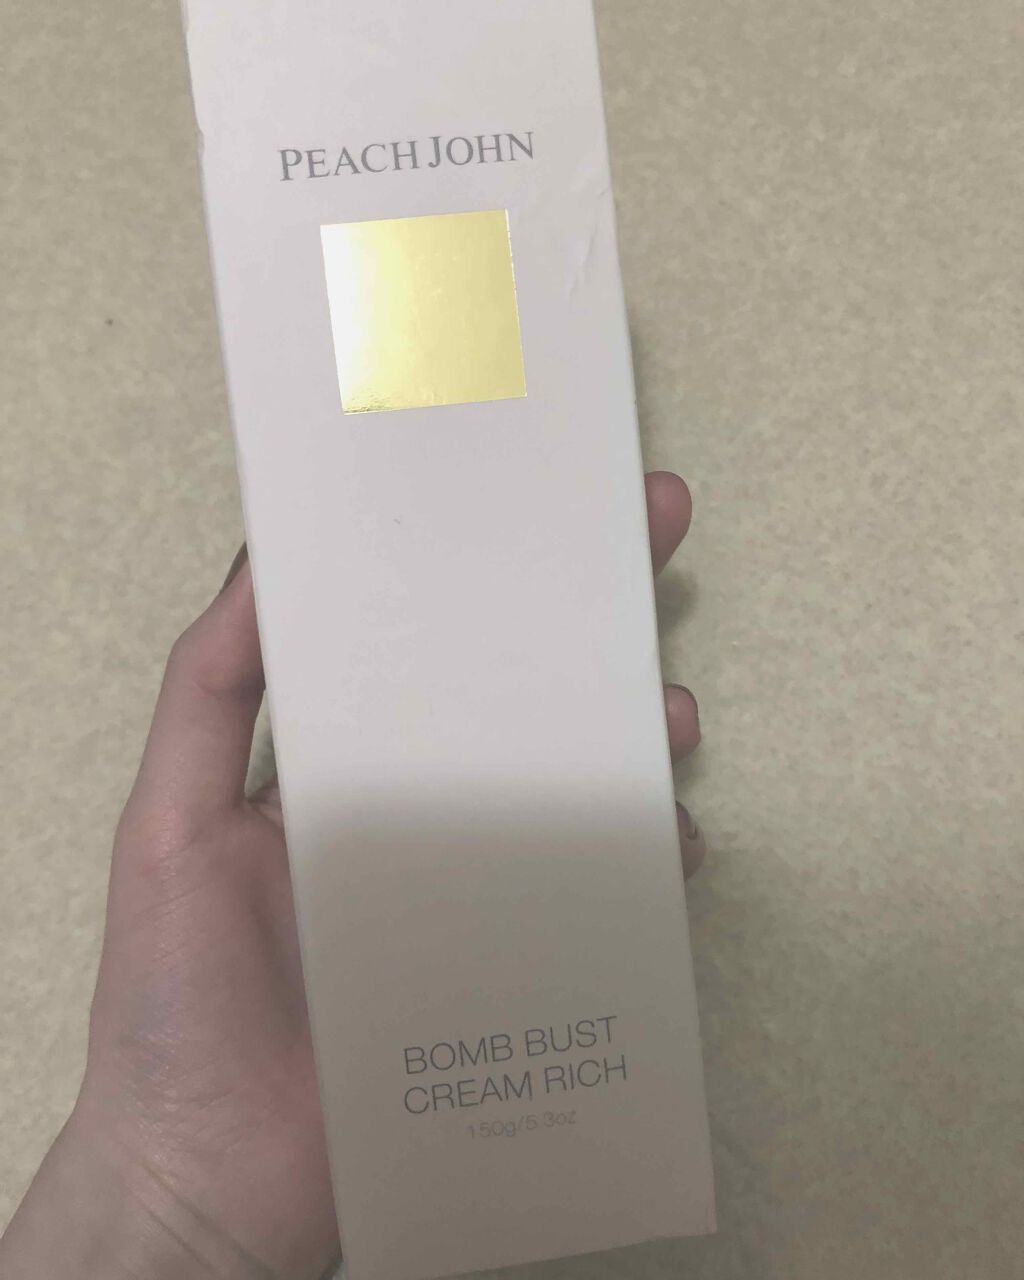 PEACH JOHN
BOMB BUST
CREAM RICH
150g/5.3oz